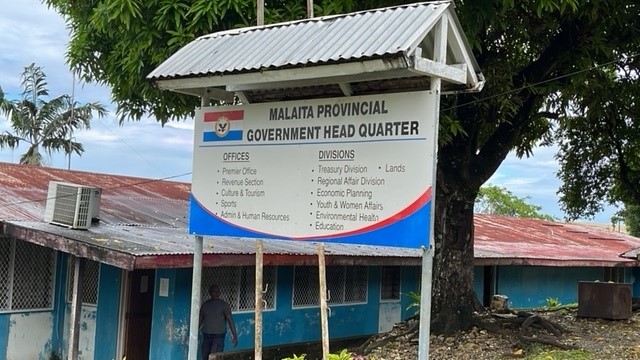 MALAITA PROVINCIAL
GOVERNMENT HEAD QUARTER
OFFICES
• Premier Office
• Revenue Section
• Culture & Tourism
• Sports
• Admin & Human Resources
DIVISIONS
• Treasury Division • Lands
• Regional Affair Division
• Economic Planning
• Youth & Women Affairs
• Environmental Health
• Education